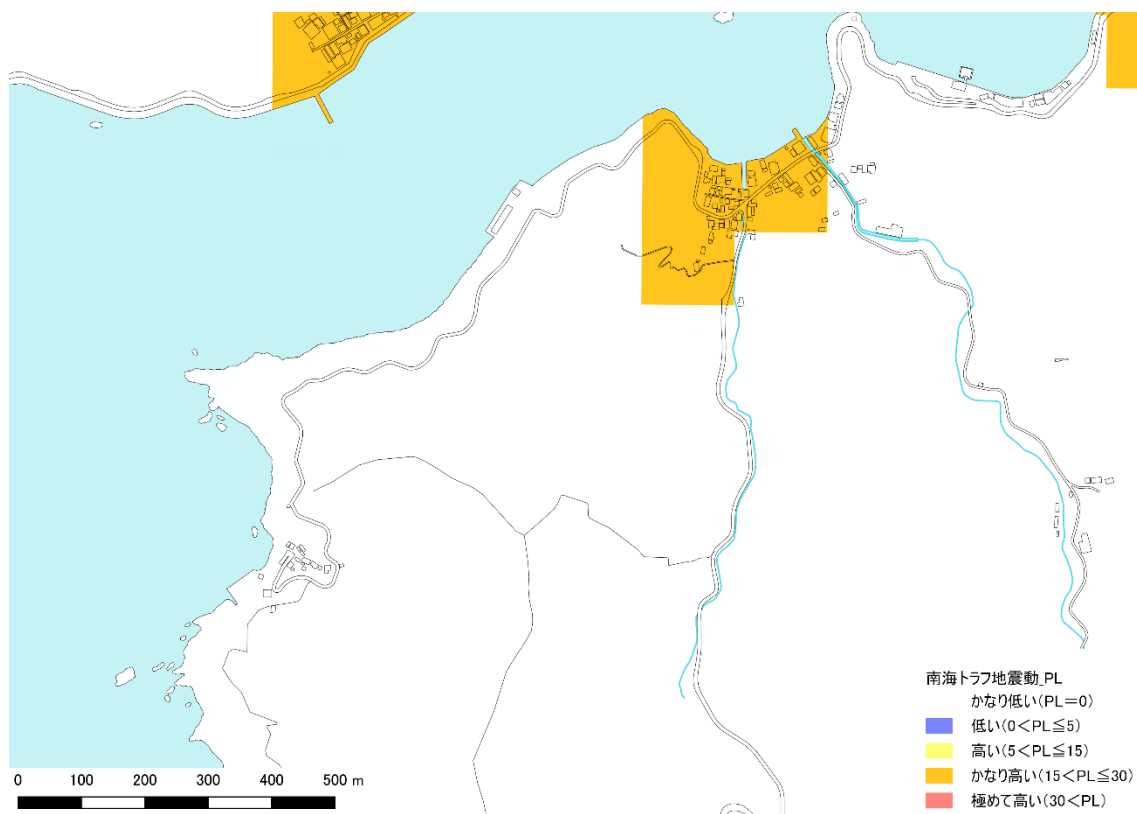 南海トラフ地震動_PL
かなり低い(PL=0)
低い(0<PL≦5)
高い(5<PL≦15)
かなり高い(15<PL≦30)
極めて高い(30<PL)
0 100 200 300 400 500 m